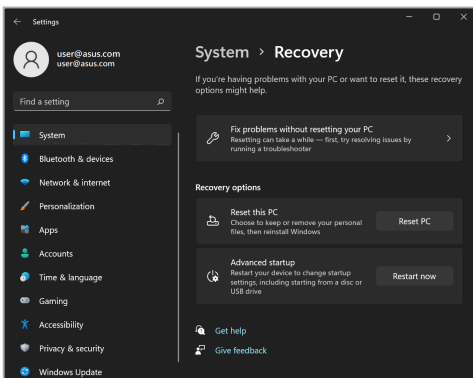 Settings
user@asus.com
user@asus.com
Find a setting
System
Bluetooth & devices
Network & internet
Personalization
Apps
Accounts
Time & language
Gaming
Accessibility
Privacy & security
Windows Update
System > Recovery
If you're having problems with your PC or want to reset it, these recovery
options might help.
Fix problems without resetting your PC
Resetting can take a while — first, try resolving issues by
running a troubleshooter
Recovery options
Reset this PC
Choose to keep or remove your personal
files, then reinstall Windows
Reset PC
Advanced startup
Restart your device to change startup
settings, including starting from a disc or
USB drive
Restart now
Get help
Give feedback